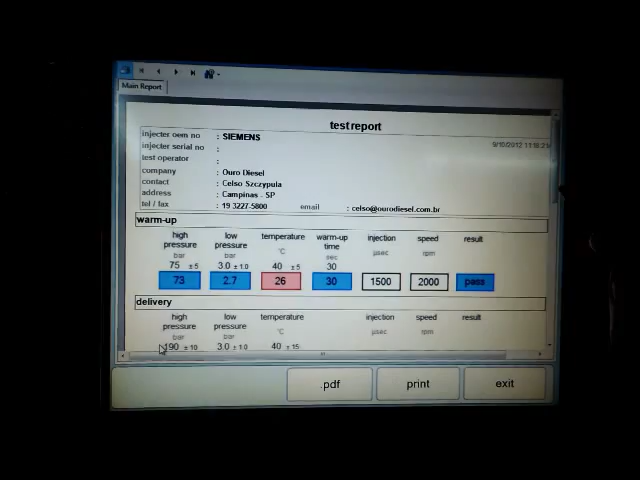 Main Report
test report
injecter oem no : SIEMENS
injecter serial no :
test operator :
company : Ouro Diesel
contact : Celso Szczypula
address : Campinas - SP
tel / fax : 19 3227-5800 email : celso@ourodiesel.com.br
warm-up
high pressure low pressure temperature warm-up time injection speed result
bar bar °C sec µsec rpm
75 ± 5 3.0 ± 1.0 40 ± 5 30
73 2.7 26 30 1500 2000 pass
delivery
high pressure low pressure temperature injection speed result
bar bar °C µsec rpm
190 ± 10 3.0 ± 1.0 40 ± 15
.pdf print exit